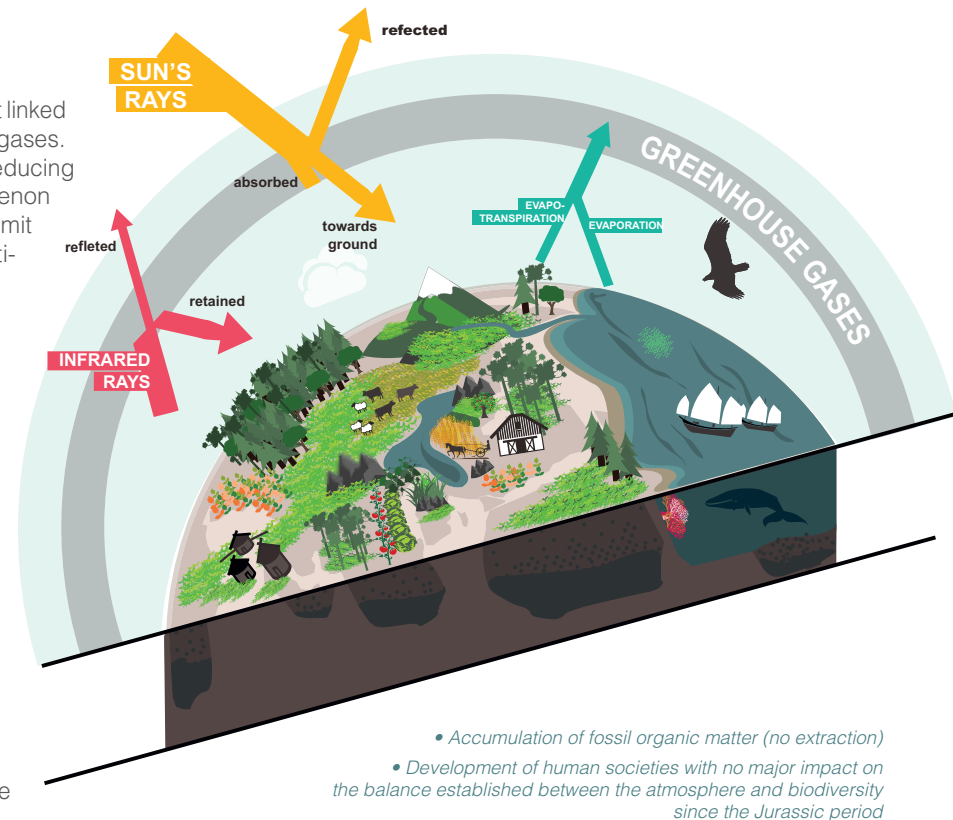 linked
gases.
educing
enon
mit
ti-
e
refected
SUN'S
RAYS
absorbed
towards
ground
refleted
retained
INFRARED
RAYS
EVAPO-
TRANSPIRATION
EVAPORATION
GREENHOUSE GASES
• Accumulation of fossil organic matter (no extraction)
• Development of human societies with no major impact on
the balance established between the atmosphere and biodiversity
since the Jurassic period